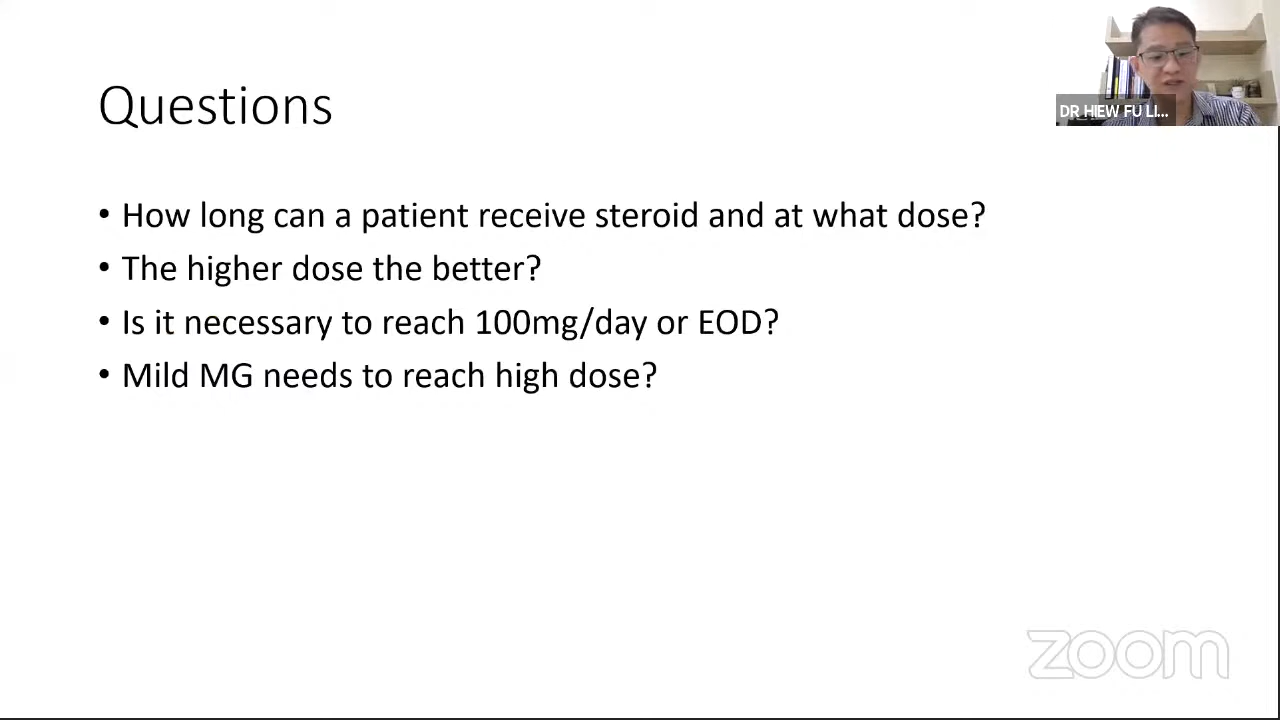 Questions
DR HIEW FU LI...
• How long can a patient receive steroid and at what dose?
• The higher dose the better?
• Is it necessary to reach 100mg/day or EOD?
• Mild MG needs to reach high dose?
zoom